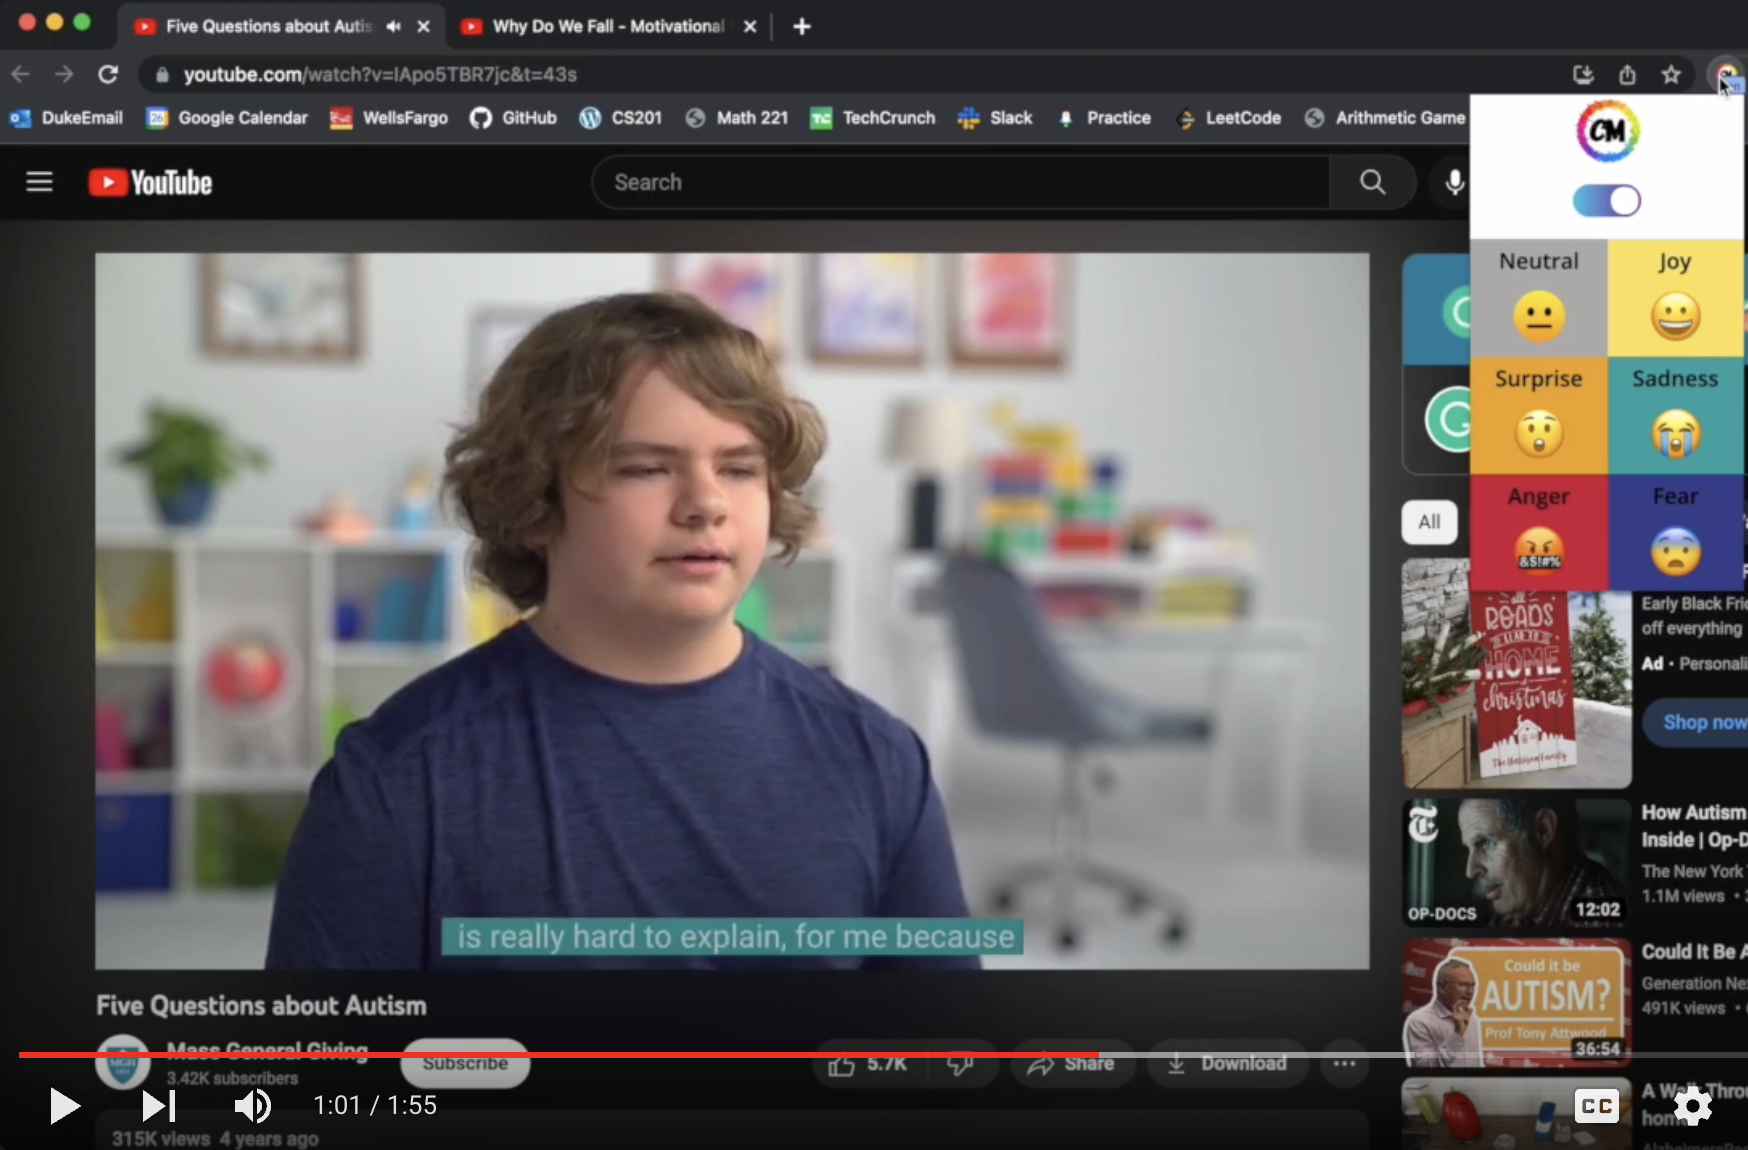 Five Questions about Autis
Why Do We Fall - Motivational
youtube.com/watch?v=lApo5TBR7jc&t=43s
DukeEmail
26
Google Calendar
WellsFargo
GitHub
CS201
Math 221
TC
TechCrunch
Slack
Practice
LeetCode
Arithmetic Game
CM
YouTube
Search
Neutral
Joy
Surprise
Sadness
Anger
Fear
&$!#%
All
all
ROADS
LEAD TO
HOME
christmas
Early Black Fri
off everything
Ad • Personali
Shop now
is really hard to explain, for me because
How Autism
Inside | Op-D
The New York
1.1M views •
OP-DOCS
12:02
Could It Be A
Generation Ne
491K views •
Could it be
AUTISM?
Prof Tony Attwood
36:54
Five Questions about Autism
Mass General Giving
3.42K subscribers
Subscribe
5.7K
Share
Download
1:01 / 1:55
CC
315K views 4 years ago
A Walk Throu
hom